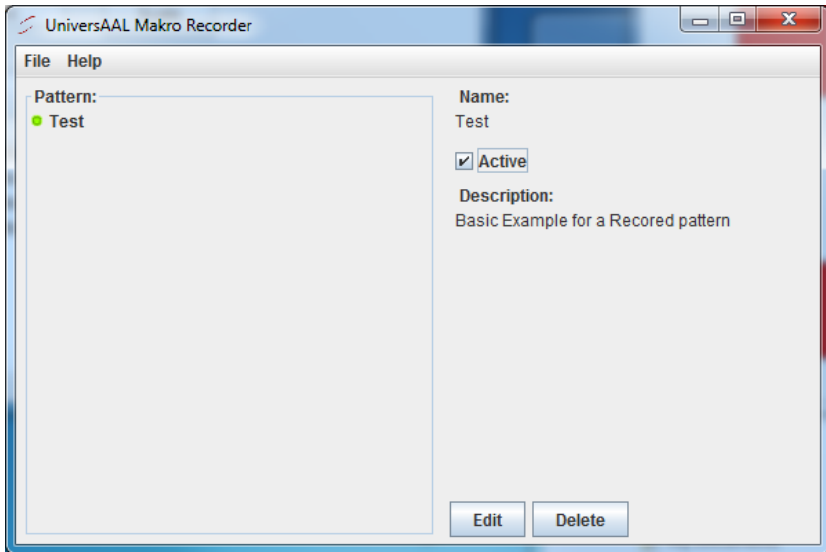 UniversAAL Makro Recorder
File Help
Pattern:
Test
Name:
Test
Active
Description:
Basic Example for a Recored pattern
Edit Delete